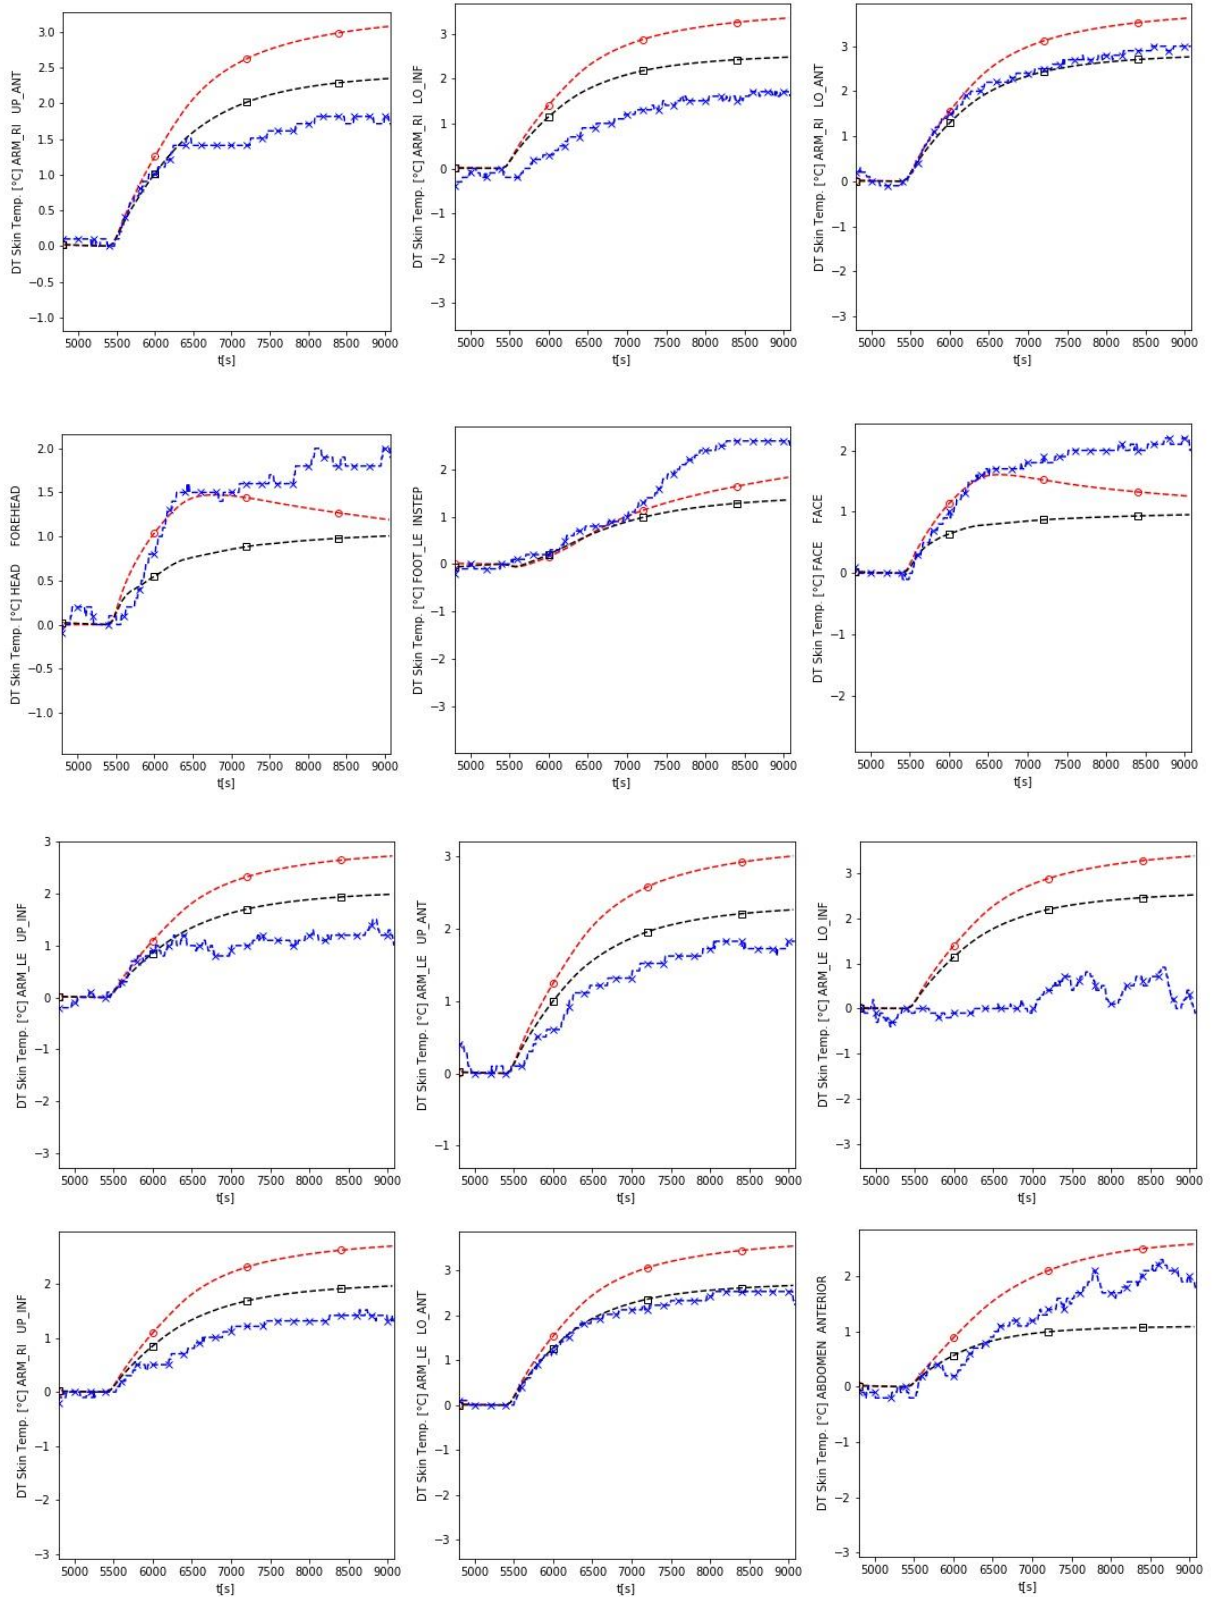 DT Skin Temp. [°C] ARM_RI UP_ANT
3.0
2.5
2.0
1.5
1.0
0.5
0.0
−0.5
−1.0
5000 5500 6000 6500 7000 7500 8000 8500 9000
t[s]
DT Skin Temp. [°C] ARM_RI LO_INF
3
2
1
0
−1
−2
−3
5000 5500 6000 6500 7000 7500 8000 8500 9000
t[s]
DT Skin Temp. [°C] ARM_RI LO_ANT
3
2
1
0
−1
−2
−3
5000 5500 6000 6500 7000 7500 8000 8500 9000
t[s]
DT Skin Temp. [°C] HEAD FOREHEAD
2.0
1.5
1.0
0.5
0.0
−0.5
−1.0
5000 5500 6000 6500 7000 7500 8000 8500 9000
t[s]
DT Skin Temp. [°C] FOOT_LE INSTEP
2
1
0
−1
−2
−3
5000 5500 6000 6500 7000 7500 8000 8500 9000
t[s]
DT Skin Temp. [°C] FACE FACE
2
1
0
−1
−2
5000 5500 6000 6500 7000 7500 8000 8500 9000
t[s]
DT Skin Temp. [°C] ARM_LE UP_INF
3
2
1
0
−1
−2
−3
5000 5500 6000 6500 7000 7500 8000 8500 9000
t[s]
DT Skin Temp. [°C] ARM_LE UP_ANT
3
2
1
0
−1
5000 5500 6000 6500 7000 7500 8000 8500 9000
t[s]
DT Skin Temp. [°C] ARM_LE LO_INF
3
2
1
0
−1
−2
−3
5000 5500 6000 6500 7000 7500 8000 8500 9000
t[s]
DT Skin Temp. [°C] ARM_RI UP_INF
2
1
0
−1
−2
−3
5000 5500 6000 6500 7000 7500 8000 8500 9000
t[s]
DT Skin Temp. [°C] ARM_LE LO_ANT
3
2
1
0
−1
−2
−3
5000 5500 6000 6500 7000 7500 8000 8500 9000
t[s]
DT Skin Temp. [°C] ABDOMEN ANTERIOR
2
1
0
−1
−2
−3
5000 5500 6000 6500 7000 7500 8000 8500 9000
t[s]